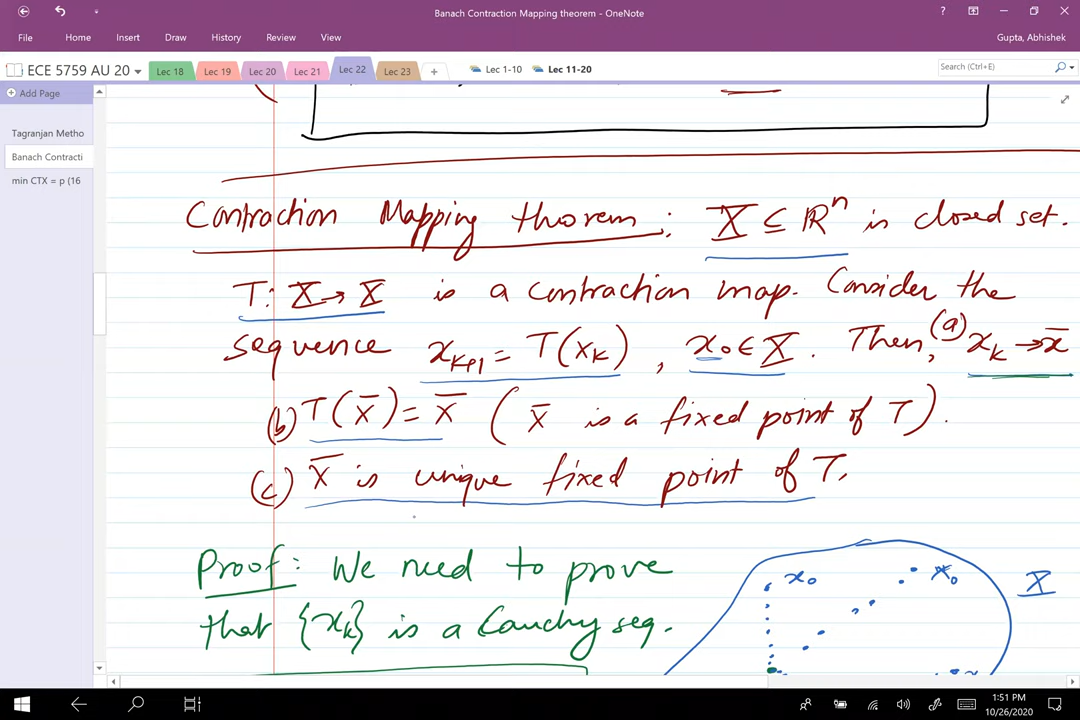 Banach Contraction Mapping theorem - OneNote
Gupta, Abhishek
File Home Insert Draw History Review View
ECE 5759 AU 20 Lec 18 Lec 19 Lec 20 Lec 21 Lec 22 Lec 23 + Lec 1-10 Lec 11-20 Search (Ctrl+E)
Add Page
Tagranjan Metho
Banach Contracti
min CTX = p (16
Contraction Mapping theorem: X ⊆ ℝⁿ is closed set.
T: X → X is a contraction map. Consider the
sequence x_{k+1} = T(x_k), x₀ ∈ X. Then, (a) x_k → x̄
(b) T(x̄) = x̄ (x̄ is a fixed point of T).
(c) x̄ is unique fixed point of T.
Proof: We need to prove
that {x_k} is a Cauchy seq.
x₀ x₀ X
1:51 PM
10/26/2020